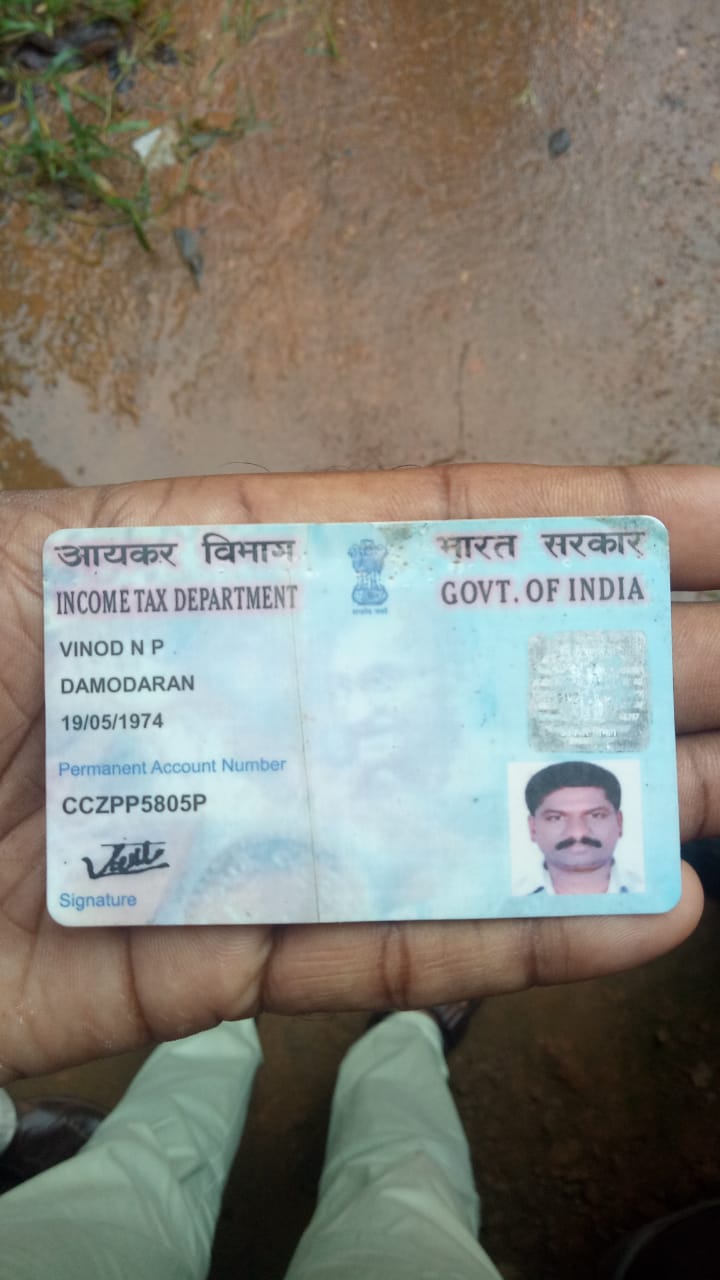 आयकर विभाग
भारत सरकार
INCOME TAX DEPARTMENT
GOVT. OF INDIA
VINOD N P
DAMODARAN
19/05/1974
Permanent Account Number
CCZPP5805P
Signature